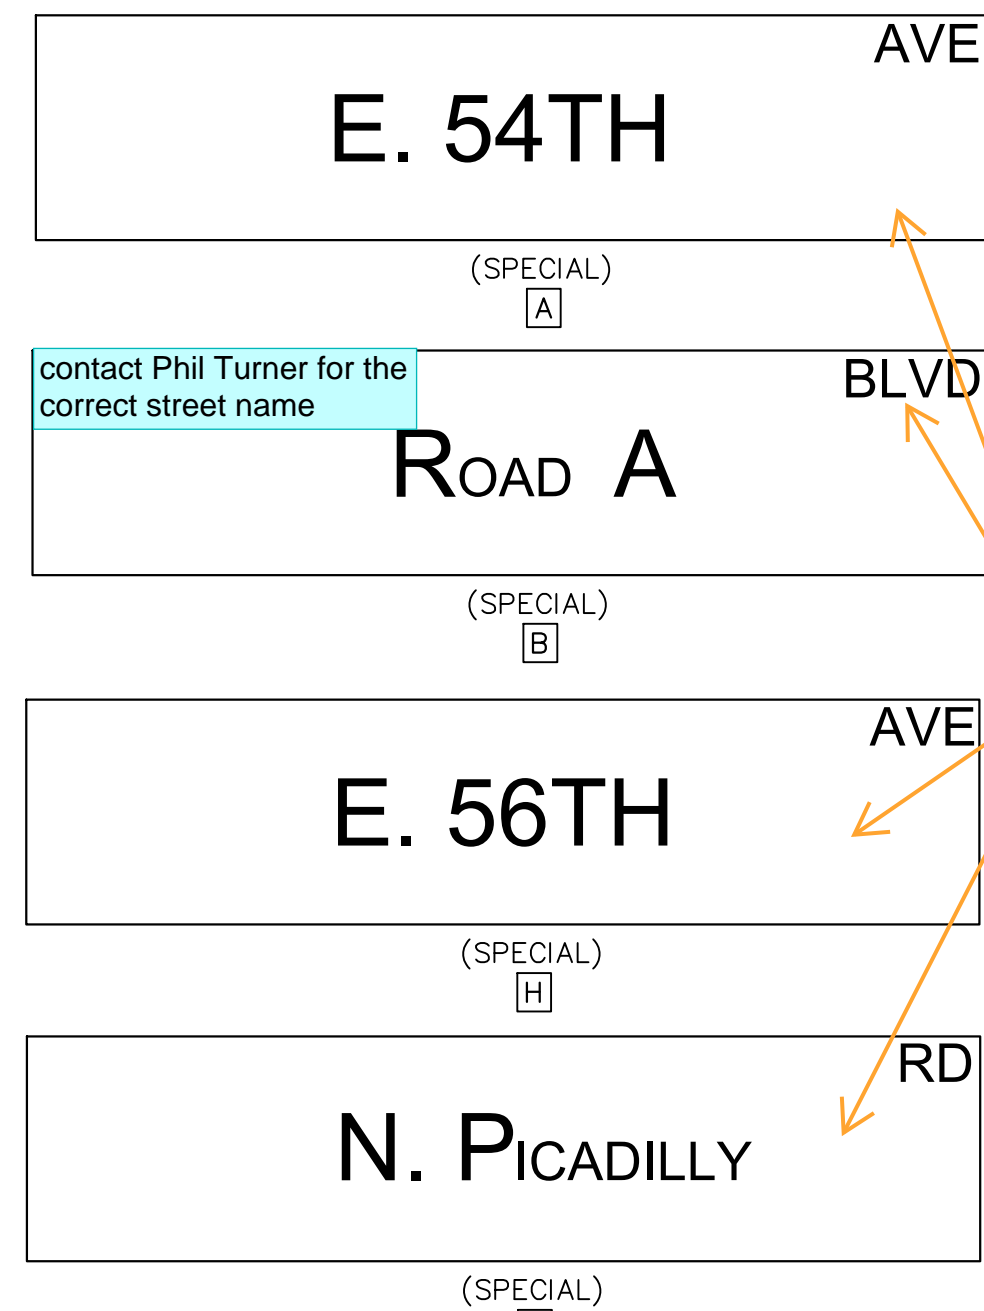 AVE
E. 54TH
(SPECIAL)
A
contact Phil Turner for the
correct street name
BLVD
ROAD A
(SPECIAL)
B
AVE
E. 56TH
(SPECIAL)
H
RD
N. PICADILLY
(SPECIAL)